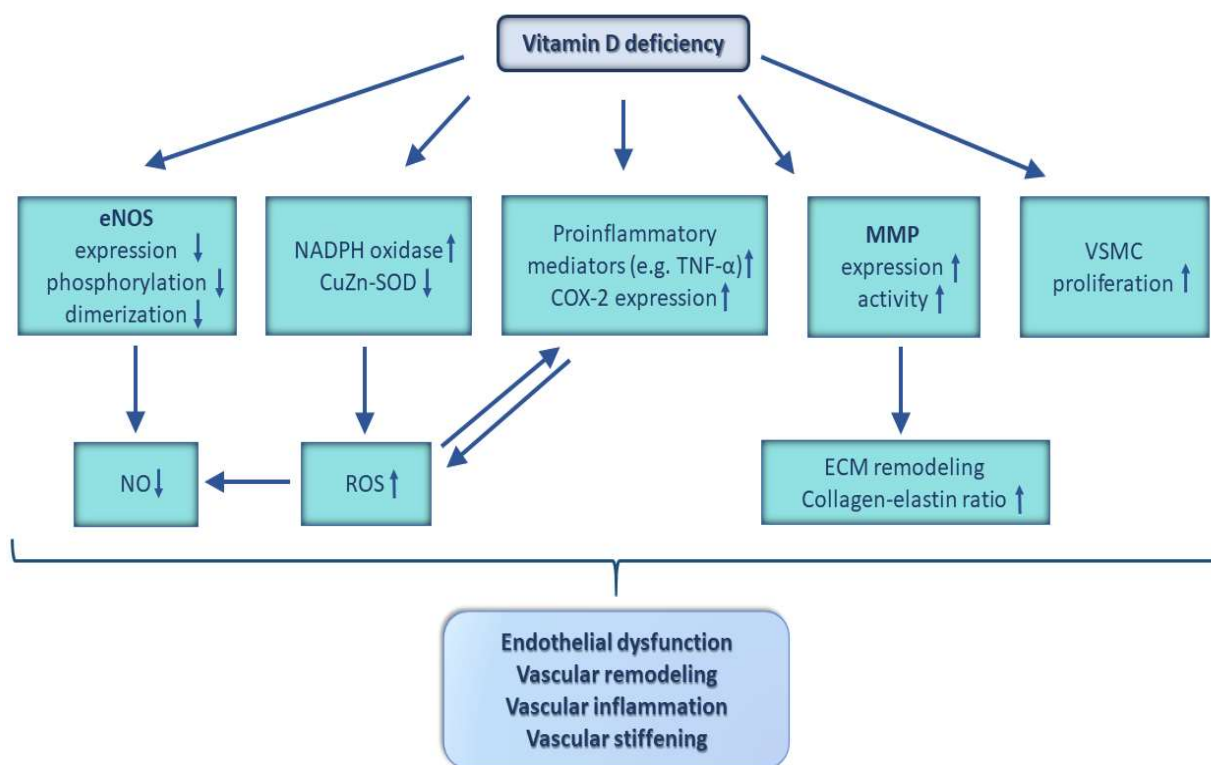 Vitamin D deficiency
eNOS
expression ↓
phosphorylation ↓
dimerization ↓
NADPH oxidase ↑
CuZn-SOD ↓
Proinflammatory
mediators (e.g. TNF-α) ↑
COX-2 expression ↑
MMP
expression ↑
activity ↑
VSMC
proliferation ↑
NO ↓
ROS ↑
ECM remodeling
Collagen-elastin ratio ↑
Endothelial dysfunction
Vascular remodeling
Vascular inflammation
Vascular stiffening